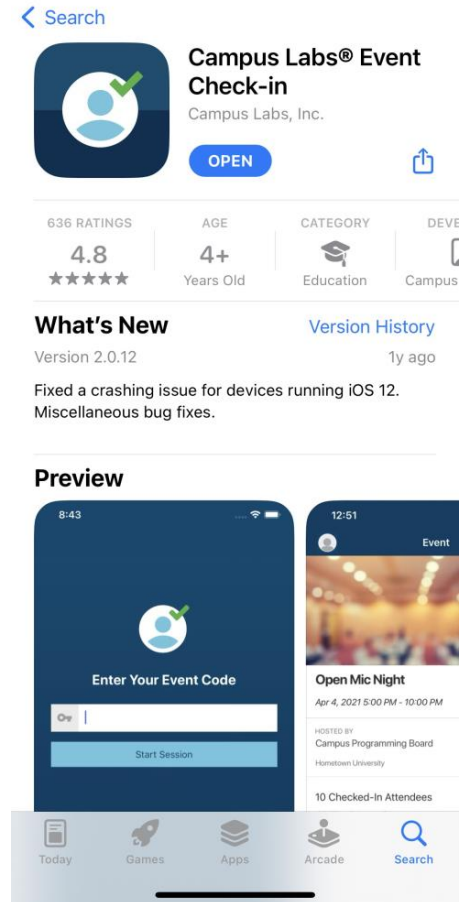 Search
Campus Labs® Event
Check-in
Campus Labs, Inc.
OPEN
636 RATINGS
4.8
AGE
4+
Years Old
CATEGORY
Education
DEVE
Campus
What's New
Version History
Version 2.0.12
1y ago
Fixed a crashing issue for devices running iOS 12.
Miscellaneous bug fixes.
Preview
8:43
Enter Your Event Code
Start Session
12:51
Event
Open Mic Night
Apr 4, 2021 5:00 PM - 10:00 PM
HOSTED BY
Campus Programming Board
Hometown University
10 Checked-In Attendees
Today
Games
Apps
Arcade
Search